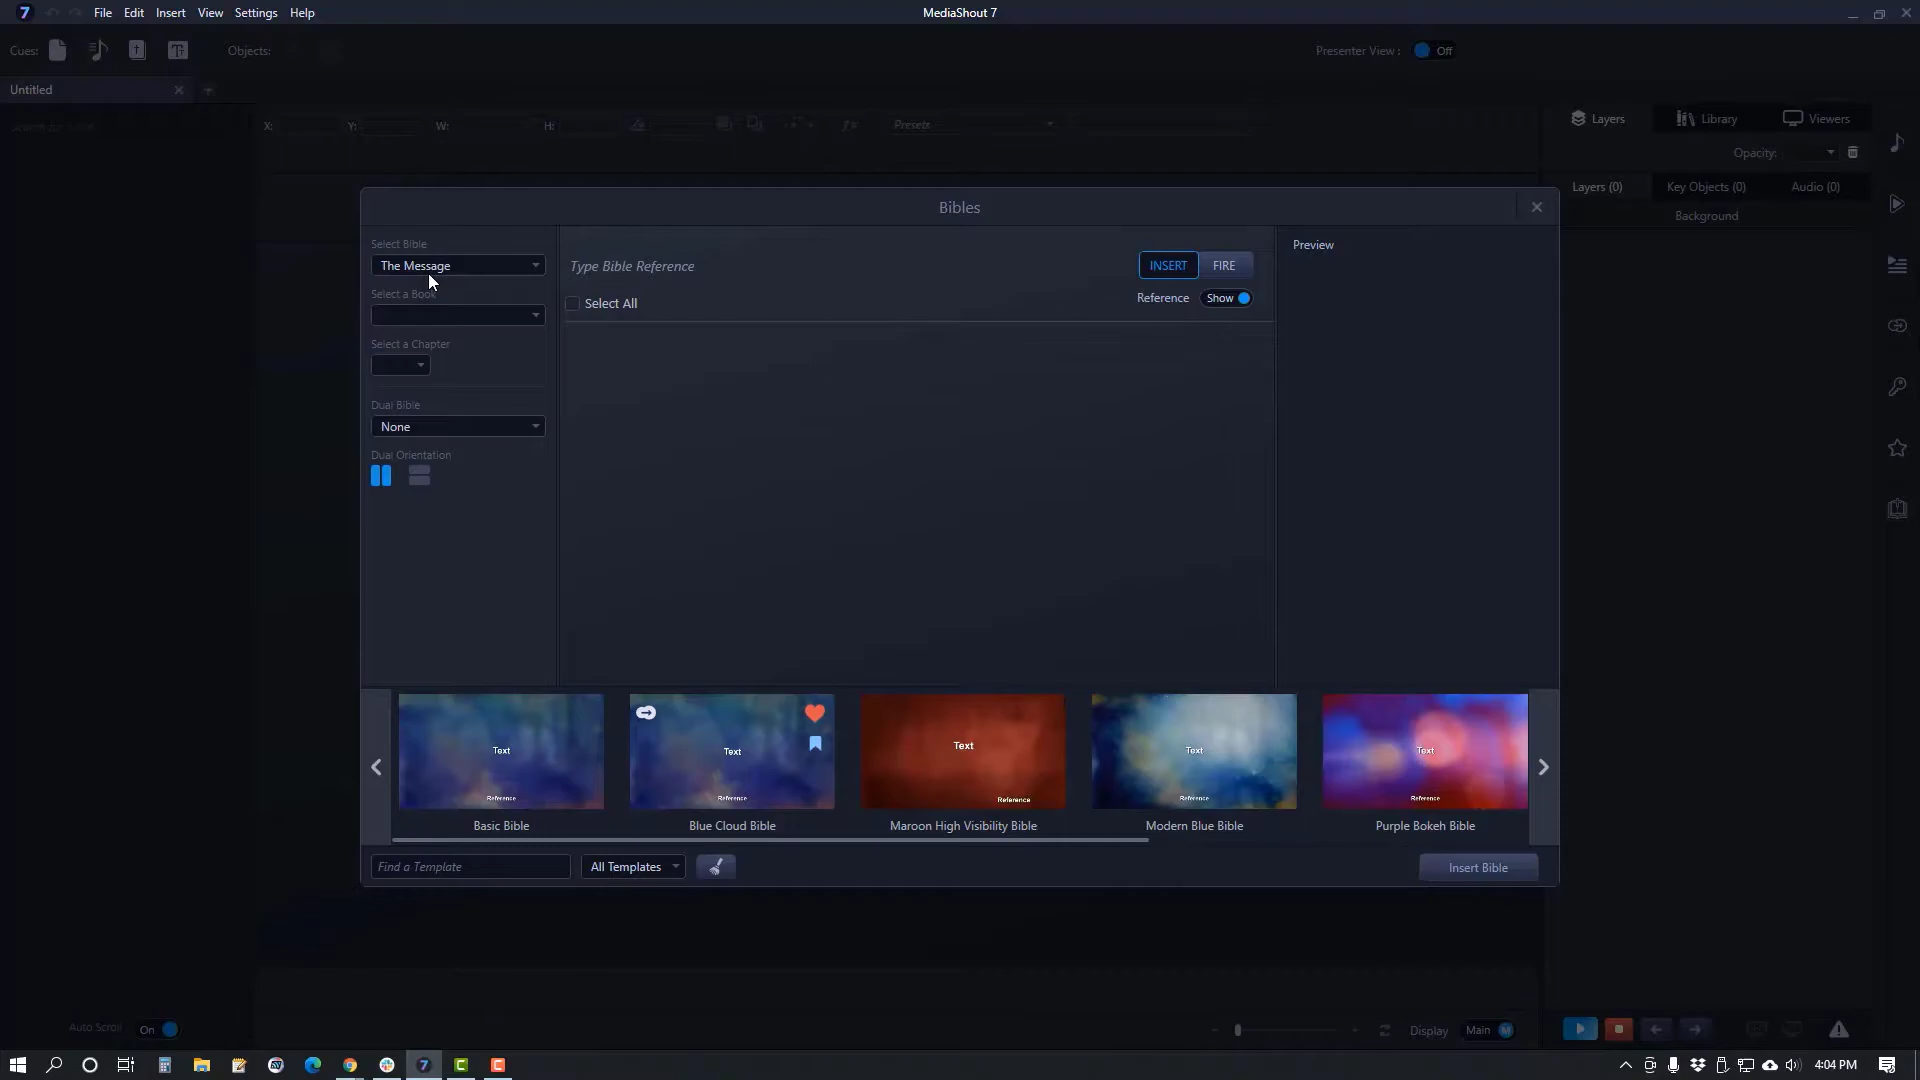 7 File Edit Insert View Settings Help
MediaShout 7
Cues:
Objects:
Presenter View : Off
Untitled
X: Y: W: H: Presets
Layers Library Viewers
Opacity:
Layers (0) Key Objects (0) Audio (0)
Background
Bibles
Select Bible
The Message
Select a Book
Select a Chapter
Dual Bible
None
Dual Orientation
Type Bible Reference
INSERT FIRE
Select All
Reference Show
Preview
Text
Reference
Basic Bible
Text
Reference
Blue Cloud Bible
Text
Reference
Maroon High Visibility Bible
Text
Reference
Modern Blue Bible
Text
Reference
Purple Bokeh Bible
Find a Template
All Templates
Insert Bible
Auto Scroll On
Display Main M
4:04 PM